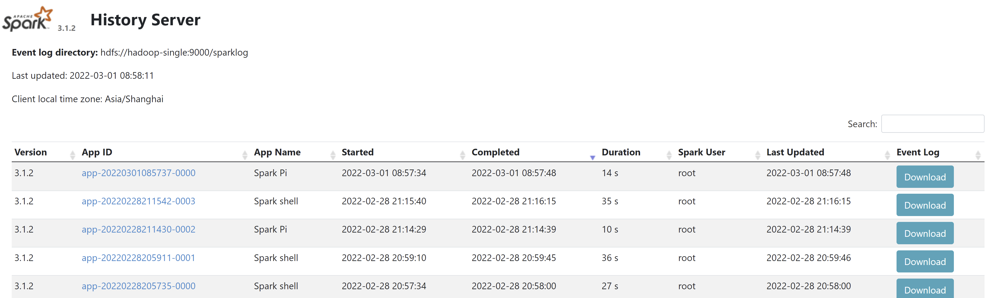 APACHE
Spark™ 3.1.2 History Server
Event log directory: hdfs://hadoop-single:9000/sparklog
Last updated: 2022-03-01 08:58:11
Client local time zone: Asia/Shanghai
Search:
Version App ID App Name Started Completed Duration Spark User Last Updated Event Log
3.1.2 app-20220301085737-0000 Spark Pi 2022-03-01 08:57:34 2022-03-01 08:57:48 14 s root 2022-03-01 08:57:48 Download
3.1.2 app-20220228211542-0003 Spark shell 2022-02-28 21:15:40 2022-02-28 21:16:15 35 s root 2022-02-28 21:16:15 Download
3.1.2 app-20220228211430-0002 Spark Pi 2022-02-28 21:14:29 2022-02-28 21:14:39 10 s root 2022-02-28 21:14:39 Download
3.1.2 app-20220228205911-0001 Spark shell 2022-02-28 20:59:10 2022-02-28 20:59:45 36 s root 2022-02-28 20:59:46 Download
3.1.2 app-20220228205735-0000 Spark shell 2022-02-28 20:57:34 2022-02-28 20:58:00 27 s root 2022-02-28 20:58:00 Download